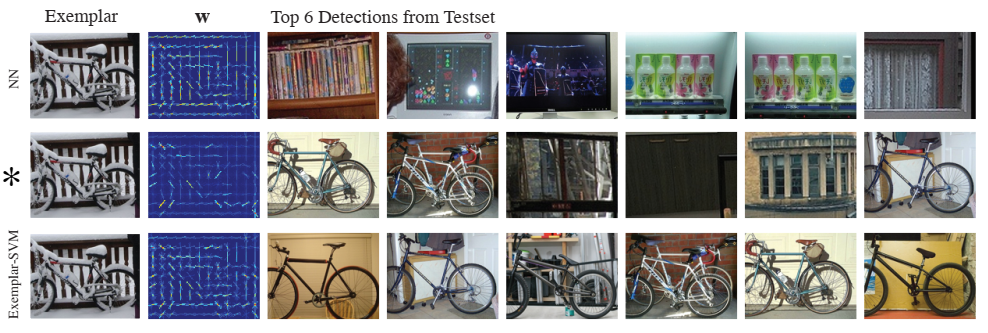 Exemplar w Top 6 Detections from Testset
NN
*
Exemplar-SVM